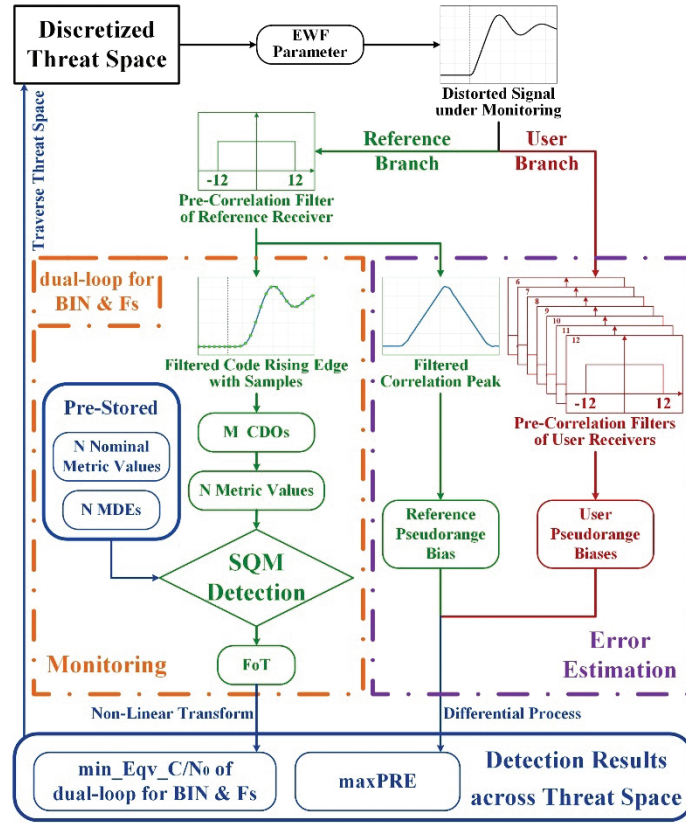 Discretized
Threat Space
EWF
Parameter
Distorted Signal
under Monitoring
Reference
Branch
User
Branch
-12
12
Pre-Correlation Filter
of Reference Receiver
Traverse Threat Space
dual-loop for
BIN & Fs
Filtered Code Rising Edge
with Samples
Filtered
Correlation Peak
6
7
8
9
10
11
12
-12
12
Pre-Correlation Filters
of User Receivers
Pre-Stored
N Nominal
Metric Values
N MDEs
M CDOs
N Metric Values
SQM
Detection
FoT
Monitoring
Reference
Pseudorange
Bias
User
Pseudorange
Biases
Error
Estimation
Non-Linear Transform
Differential Process
min_Eqv_C/N₀ of
dual-loop for BIN & Fs
maxPRE
Detection Results
across Threat Space